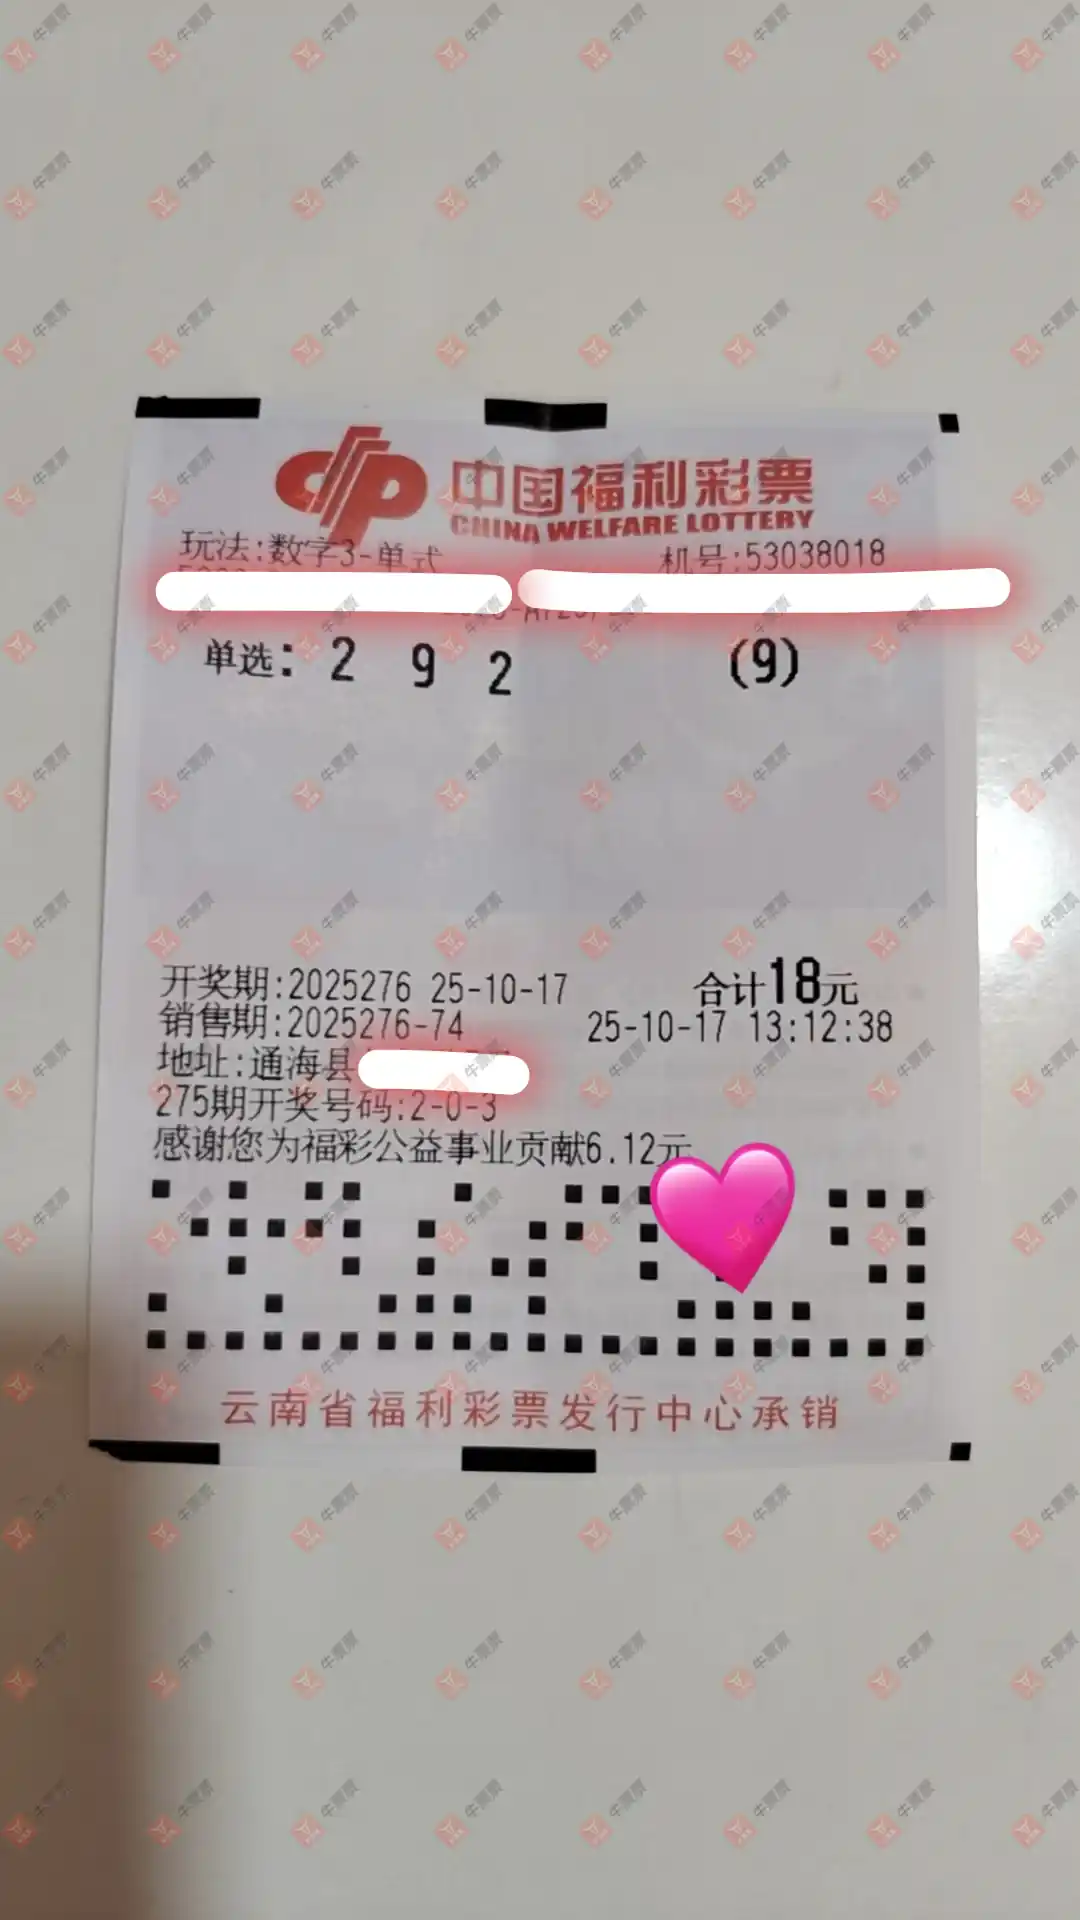 中国福利彩票
CHINA WELFARE LOTTERY
玩法:数字3-单式 机号:53038018
单选: 2 9 2 (9)
开奖期:2025276 25-10-17 合计18元
销售期:2025276-74 25-10-17 13:12:38
地址:通海县
275期开奖号码:2-0-3
感谢您为福彩公益事业贡献6.12元
云南省福利彩票发行中心承销